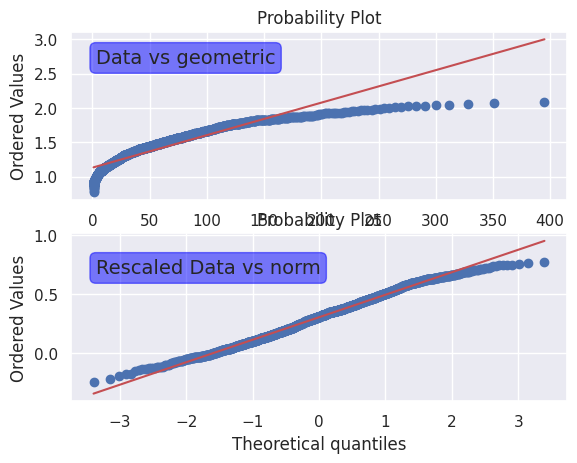 Probability Plot
Data vs geometric
Ordered Values
3.0
2.5
2.0
1.5
1.0
0 50 100 150 200 250 300 350 400
Probability Plot
Rescaled Data vs norm
Ordered Values
1.0
0.5
0.0
−3 −2 −1 0 1 2 3
Theoretical quantiles